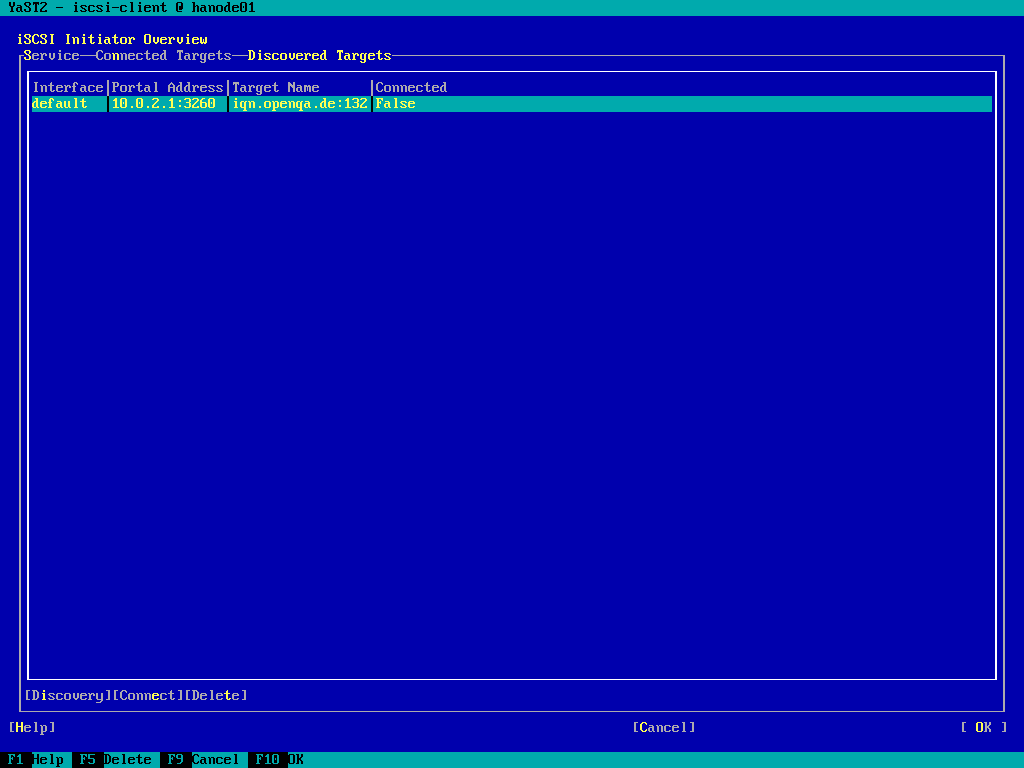 YaST2 - iscsi-client @ hanode01
iSCSI Initiator Overview
Service Connected Targets Discovered Targets
Interface|Portal Address|Target Name |Connected
default |10.0.2.1:3260 |iqn.openqa.de:132|False
[Discovery][Connect][Delete]
[Help] [Cancel] [ OK ]
F1 Help F5 Delete F9 Cancel F10 OK